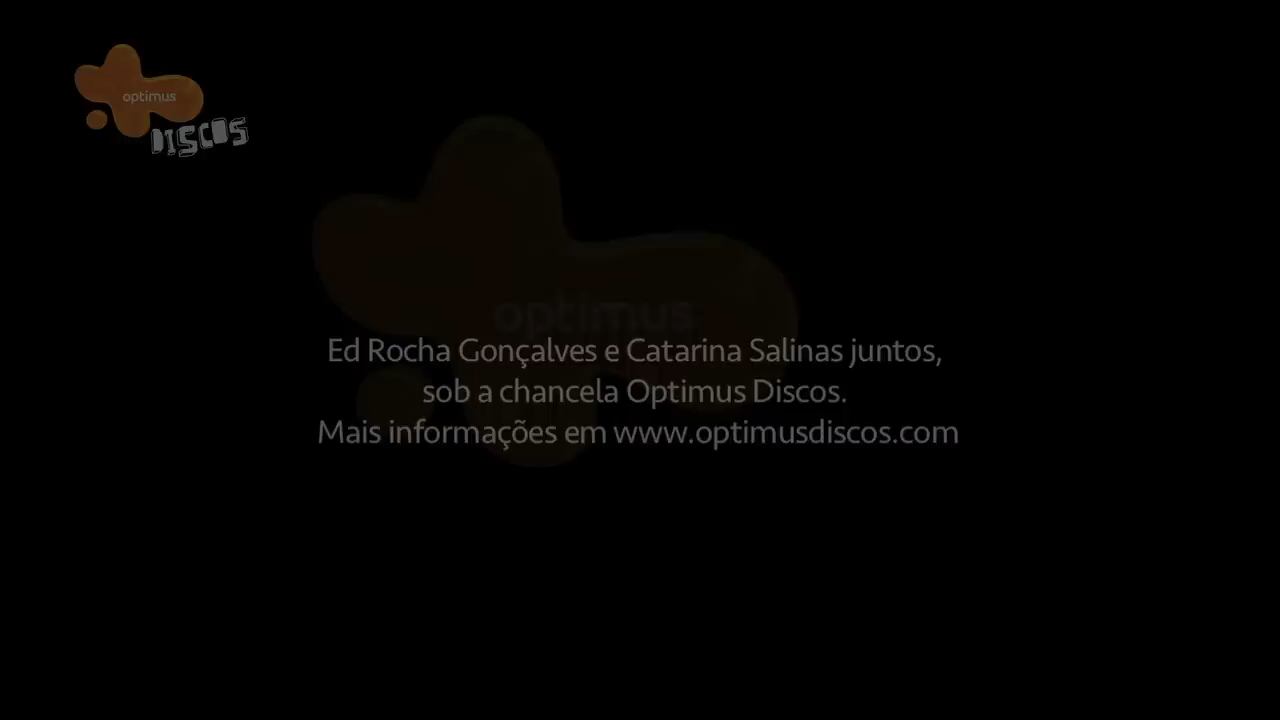 optimus
DISCOS
optimus
Ed Rocha Gonçalves e Catarina Salinas juntos,
sob a chancela Optimus Discos.
Mais informações em www.optimusdiscos.com